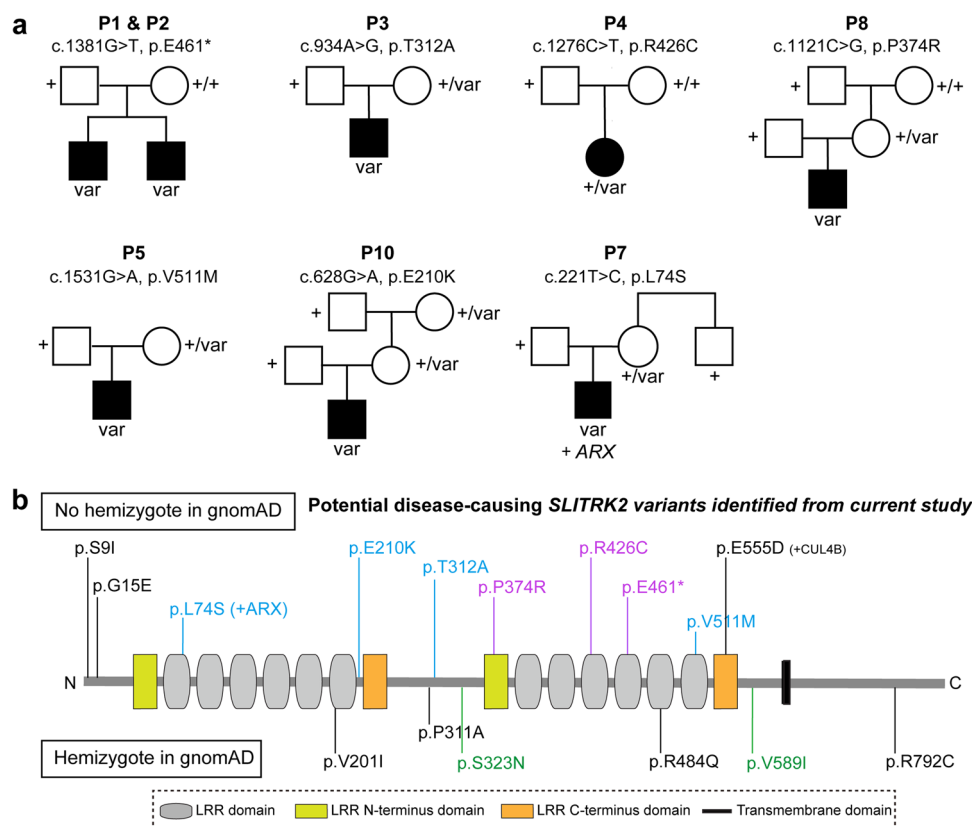 a
P1 & P2
c.1381G>T, p.E461*
+
+/+
var
var
P3
c.934A>G, p.T312A
+
+/var
var
P4
c.1276C>T, p.R426C
+
+/+
+/var
P8
c.1121C>G, p.P374R
+
+/+
+
+/var
var
P5
c.1531G>A, p.V511M
+
+/var
var
P10
c.628G>A, p.E210K
+
+/var
+
+/var
var
P7
c.221T>C, p.L74S
+
+/var
+
var
+ ARX
b
No hemizygote in gnomAD
Potential disease-causing SLITRK2 variants identified from current study
p.S9I
p.G15E
p.L74S (+ARX)
p.E210K
p.T312A
p.P374R
p.R426C
p.E461*
p.V511M
p.E555D (+CUL4B)
N
C
Hemizygote in gnomAD
p.V201I
p.P311A
p.S323N
p.R484Q
p.V589I
p.R792C
LRR domain
LRR N-terminus domain
LRR C-terminus domain
Transmembrane domain